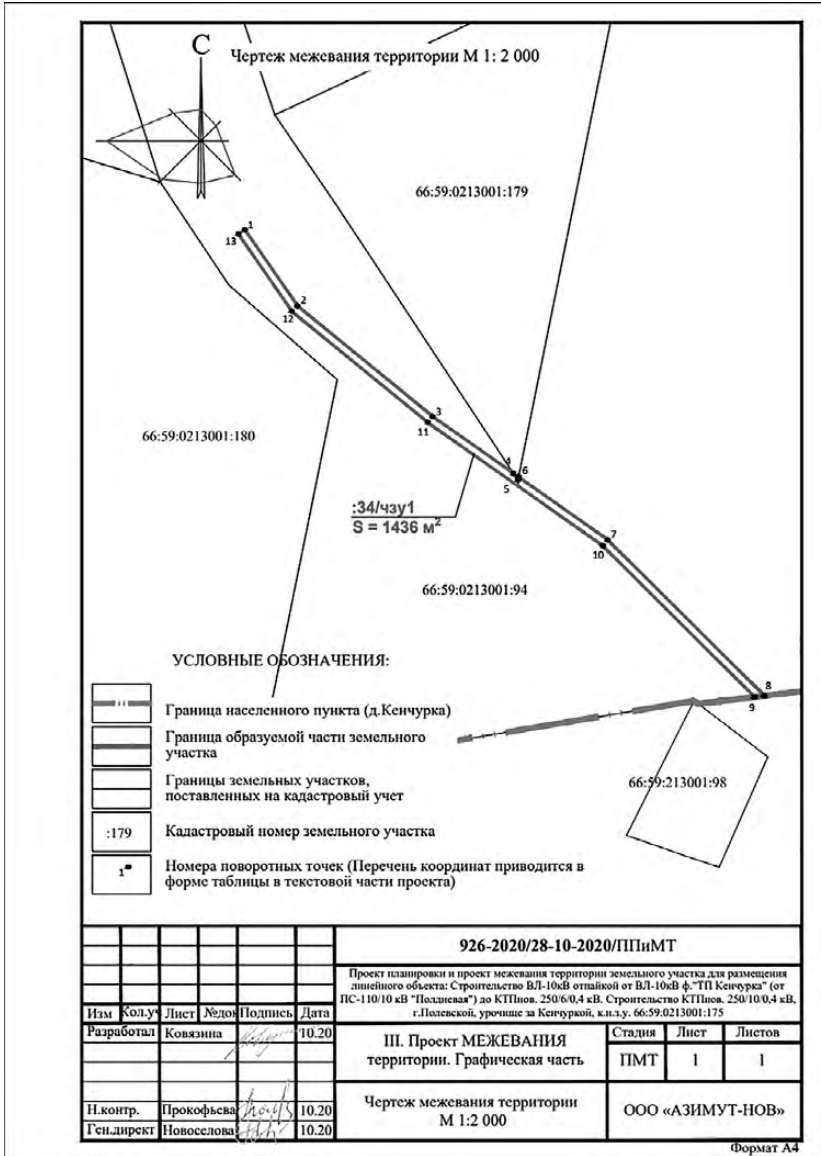 С
Чертеж межевания территории М 1: 2 000
66:59:0213001:179
1
13
2
12
3
11
66:59:0213001:180
4
6
5
:34/чзу1
S = 1436 м²
7
10
66:59:0213001:94
УСЛОВНЫЕ ОБОЗНАЧЕНИЯ:
8
9
Граница населенного пункта (д.Кенчурка)
Граница образуемой части земельного
участка
Границы земельных участков,
поставленных на кадастровый учет
66:59:213001:98
:179
Кадастровый номер земельного участка
1
Номера поворотных точек (Перечень координат приводится в
форме таблицы в текстовой части проекта)
926-2020/28-10-2020/ППиМТ
Проект планировки и проект межевания территории земельного участка для размещения
линейного объекта: Строительство ВЛ-10кВ отпайкой от ВЛ-10кВ ф."ТП Кенчурка" (от
ПС-110/10 кВ "Полдневая") до КТПнов. 250/6/0,4 кВ. Строительство КТПнов. 250/10/0,4 кВ,
г.Полевской, урочище за Кенчуркой, к.н.з.у. 66:59:0213001:175
Изм Кол.уч Лист №док Подпись Дата
Разработал Ковязина 10.20
III. Проект МЕЖЕВАНИЯ
территории. Графическая часть
Стадия Лист Листов
ПМТ 1 1
Н.контр. Прокофьева 10.20
Ген.директ Новоселова 10.20
Чертеж межевания территории
М 1:2 000
ООО «АЗИМУТ-НОВ»
Формат А4